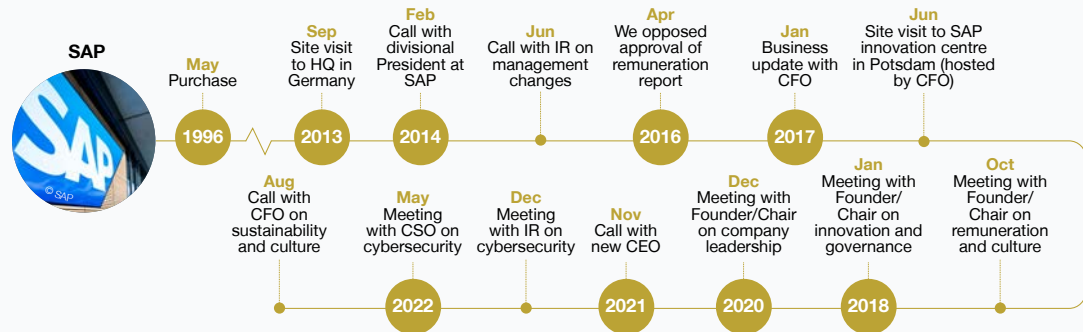 SAP
SAP
© SAP
May
Purchase
1996
Sep
Site visit
to HQ in
Germany
2013
Feb
Call with
divisional
President at
SAP
2014
Jun
Call with IR on
management
changes
Apr
We opposed
approval of
remuneration
report
2016
Jan
Business
update with
CFO
2017
Jun
Site visit to SAP
innovation centre
in Potsdam (hosted
by CFO)
Oct
Meeting with
Founder/
Chair on
remuneration
and culture
Jan
Meeting with
Founder/
Chair on
innovation and
governance
2018
Dec
Meeting with
Founder/Chair
on company
leadership
2020
Nov
Call with
new CEO
2021
Dec
Meeting
with IR on
cybersecurity
May
Meeting
with CSO on
cybersecurity
2022
Aug
Call with
CFO on
sustainability
and culture